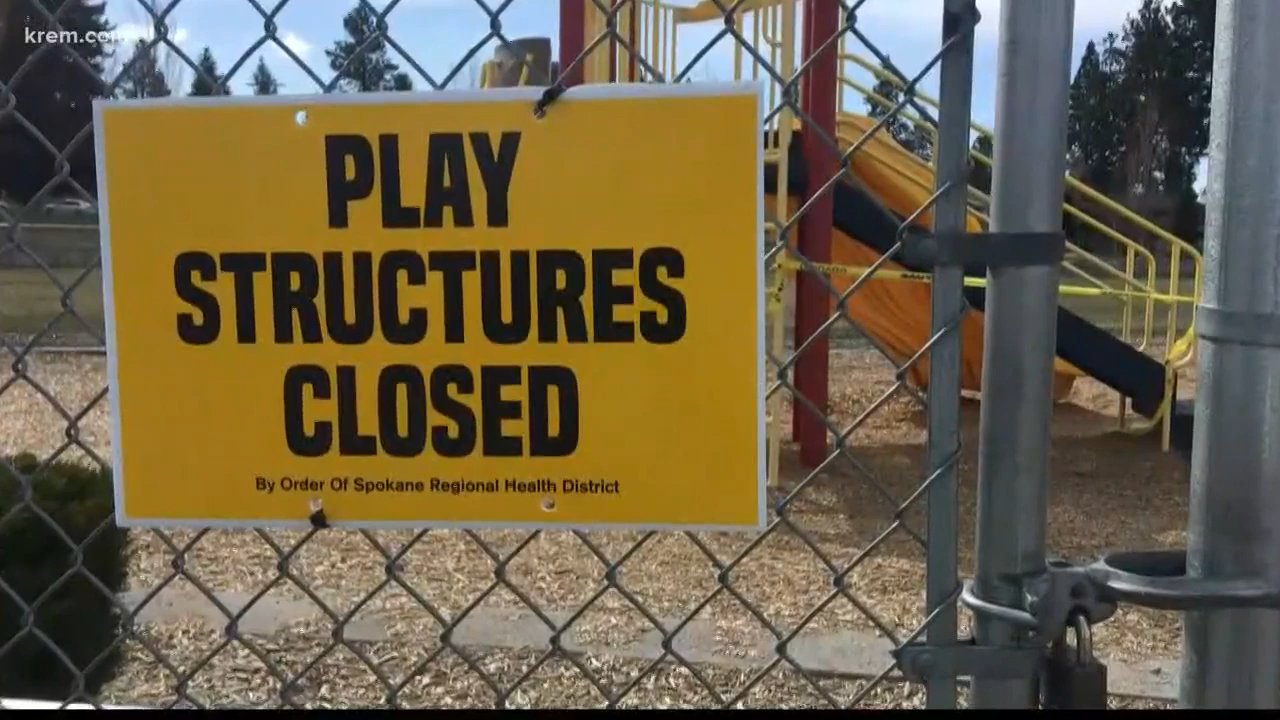 krem.com
PLAY
STRUCTURES
CLOSED
By Order Of Spokane Regional Health District